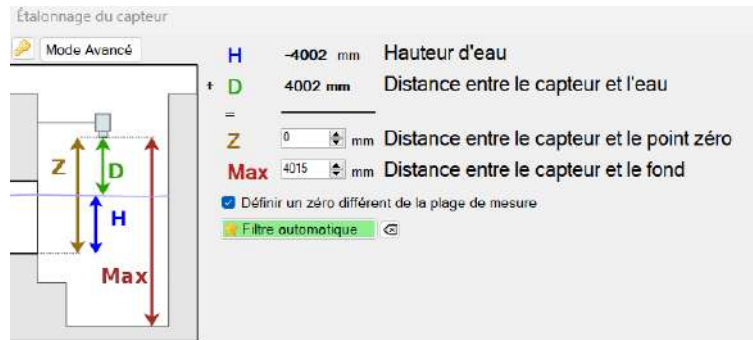 Étalonnage du capteur
Mode Avancé
H -4002 mm Hauteur d'eau
+ D 4002 mm Distance entre le capteur et l'eau
=
Z 0 mm Distance entre le capteur et le point zéro
Max 4015 mm Distance entre le capteur et le fond
Définir un zéro différent de la plage de mesure
Filtre automatique
Z
D
H
Max